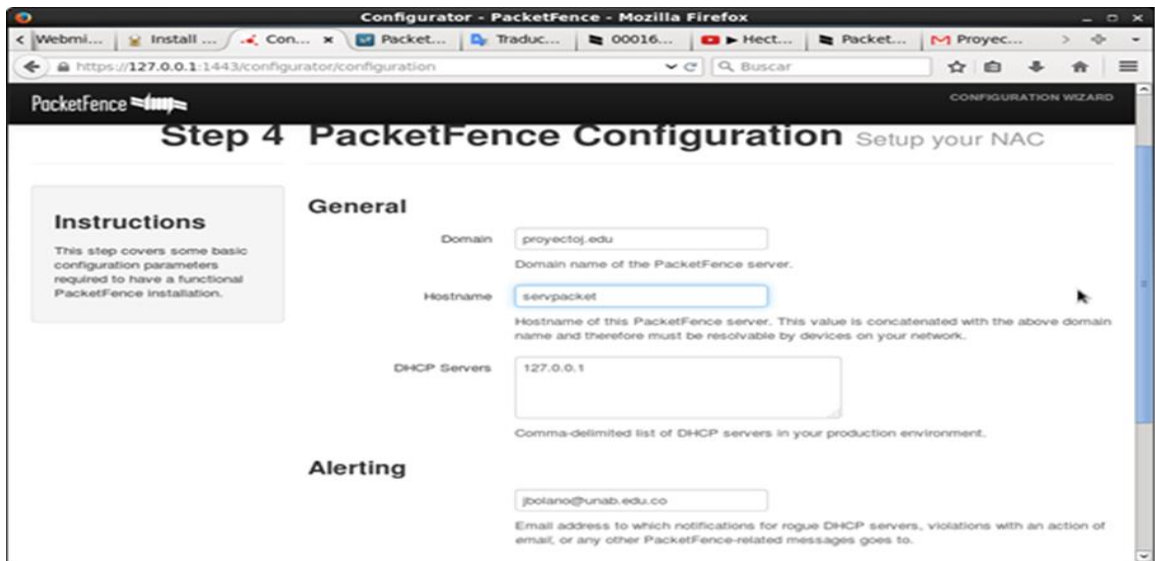 Configurator - PacketFence - Mozilla Firefox
Webmi... Install ... Con... Packet... Traduc... 00016... Hect... Packet... Proyec...
https://127.0.0.1:1443/configurator/configuration Buscar
PacketFence CONFIGURATION WIZARD
Step 4 PacketFence Configuration Setup your NAC
Instructions
This step covers some basic
configuration parameters
required to have a functional
PacketFence installation.
General
Domain proyectoj.edu
Domain name of the PacketFence server.
Hostname servpacket
Hostname of this PacketFence server. This value is concatenated with the above domain
name and therefore must be resolvable by devices on your network.
DHCP Servers 127.0.0.1
Comma-delimited list of DHCP servers in your production environment.
Alerting
jbolano@unab.edu.co
Email address to which notifications for rogue DHCP servers, violations with an action of
email, or any other PacketFence-related messages goes to.